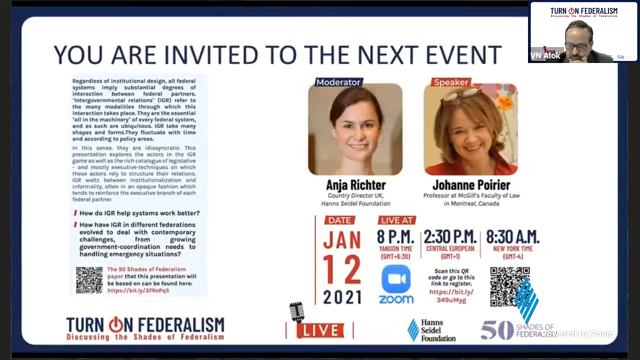 TURN ON FEDERALISM
Discussing the Shades of Federalism
VN Atok
50
YOU ARE INVITED TO THE NEXT EVENT
Regardless of institutional design, all federal
systems imply substantial degrees of
interaction between federal partners.
"Intergovernmental relations" (IGR) refer to
the many modalities through which this
interaction takes place. They are the essential
"oil in the machinery" of every federal system,
and as such are ubiquitous. IGR take many
shapes and forms. They fluctuate with time
and according to policy areas.
In this sense, they are idiosyncratic. This
presentation explores the actors in the IGR
game as well as the rich catalogue of legislative
- and mostly executive-techniques on which
these actors rely to structure their relations.
IGR waltz between institutionalization and
informality, often in an opaque fashion which
tends to reinforce the executive branch of each
federal partner.
How do IGR help systems work better?
How have IGR in different federations
evolved to deal with contemporary
challenges, from growing
government-coordination needs to
handling emergency situations?
The 50 Shades of Federalism
paper that this presentation will
be based on can be found here:
Moderator
Anja Richter
Country Director UK,
Hanns Seidel Foundation
Speaker
Johanne Poirier
Professor at McGill's Faculty of Law
in Montreal, Canada
DATE
JAN
12
2021
LIVE AT
8 P.M.
YANGON TIME
(GMT+6:30)
2:30 P.M.
CENTRAL EUROPEAN
(GMT+1)
8:30 A.M.
NEW YORK TIME
(GMT-4)
zoom
Scan this QR
code or go to
this link to
register.
TURN ON FEDERALISM
Discussing the Shades of Federalism
LIVE
Hanns
Seidel
Foundation
50 SHADES OF
FEDERALISM
Powered by Zoom